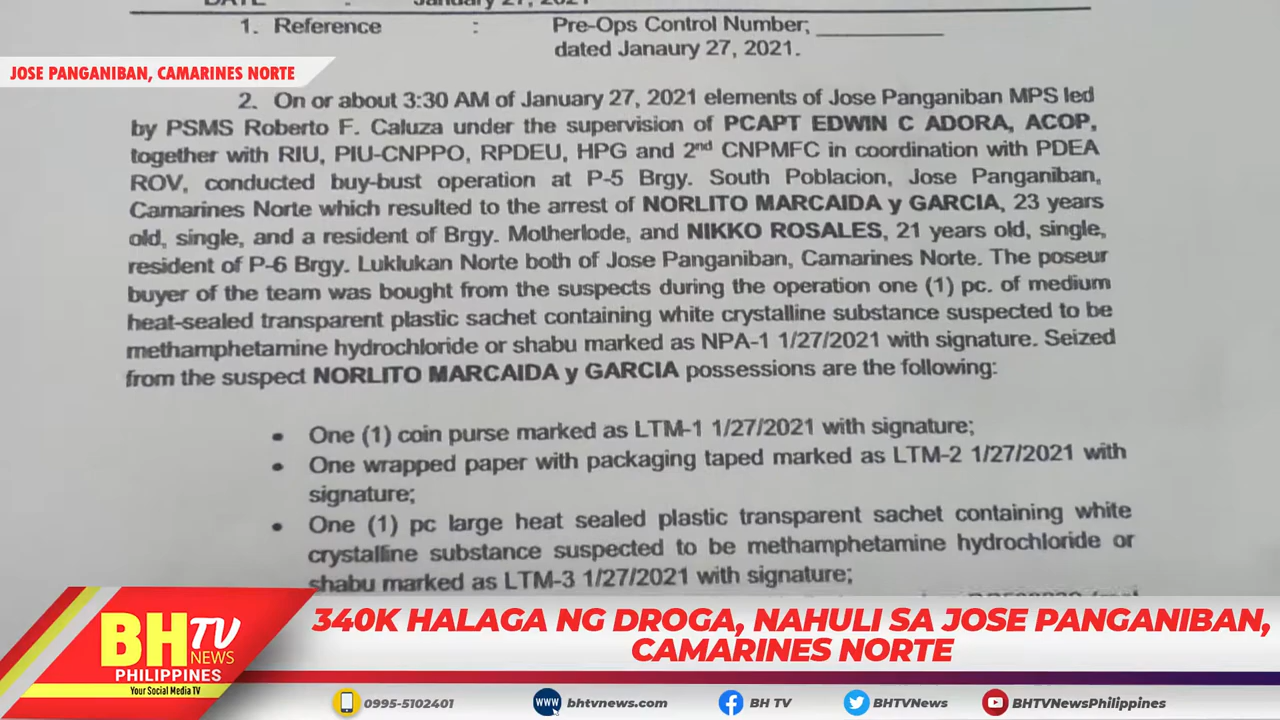 DATE : January 27, 2021
1. Reference : Pre-Ops Control Number; ____________
dated Janaury 27, 2021.
JOSE PANGANIBAN, CAMARINES NORTE
2. On or about 3:30 AM of January 27, 2021 elements of Jose Panganiban MPS led
by PSMS Roberto F. Caluza under the supervision of PCAPT EDWIN C ADORA, ACOP,
together with RIU, PIU-CNPPO, RPDEU, HPG and 2nd CNPMFC in coordination with PDEA
ROV, conducted buy-bust operation at P-5 Brgy. South Poblacion, Jose Panganiban,
Camarines Norte which resulted to the arrest of NORLITO MARCAIDA y GARCIA, 23 years
old, single, and a resident of Brgy. Motherlode, and NIKKO ROSALES, 21 years old, single,
resident of P-6 Brgy. Luklukan Norte both of Jose Panganiban, Camarines Norte. The poseur
buyer of the team was bought from the suspects during the operation one (1) pc. of medium
heat-sealed transparent plastic sachet containing white crystalline substance suspected to be
methamphetamine hydrochloride or shabu marked as NPA-1 1/27/2021 with signature. Seized
from the suspect NORLITO MARCAIDA y GARCIA possessions are the following:
• One (1) coin purse marked as LTM-1 1/27/2021 with signature;
• One wrapped paper with packaging taped marked as LTM-2 1/27/2021 with
signature;
• One (1) pc large heat sealed plastic transparent sachet containing white
crystalline substance suspected to be methamphetamine hydrochloride or
shabu marked as LTM-3 1/27/2021 with signature;
BHTV
NEWS
PHILIPPINES
Your Social Media TV
340K HALAGA NG DROGA, NAHULI SA JOSE PANGANIBAN,
CAMARINES NORTE
0995-5102401 WWW bhtvnews.com BH TV BHTVNews BHTVNewsPhilippines